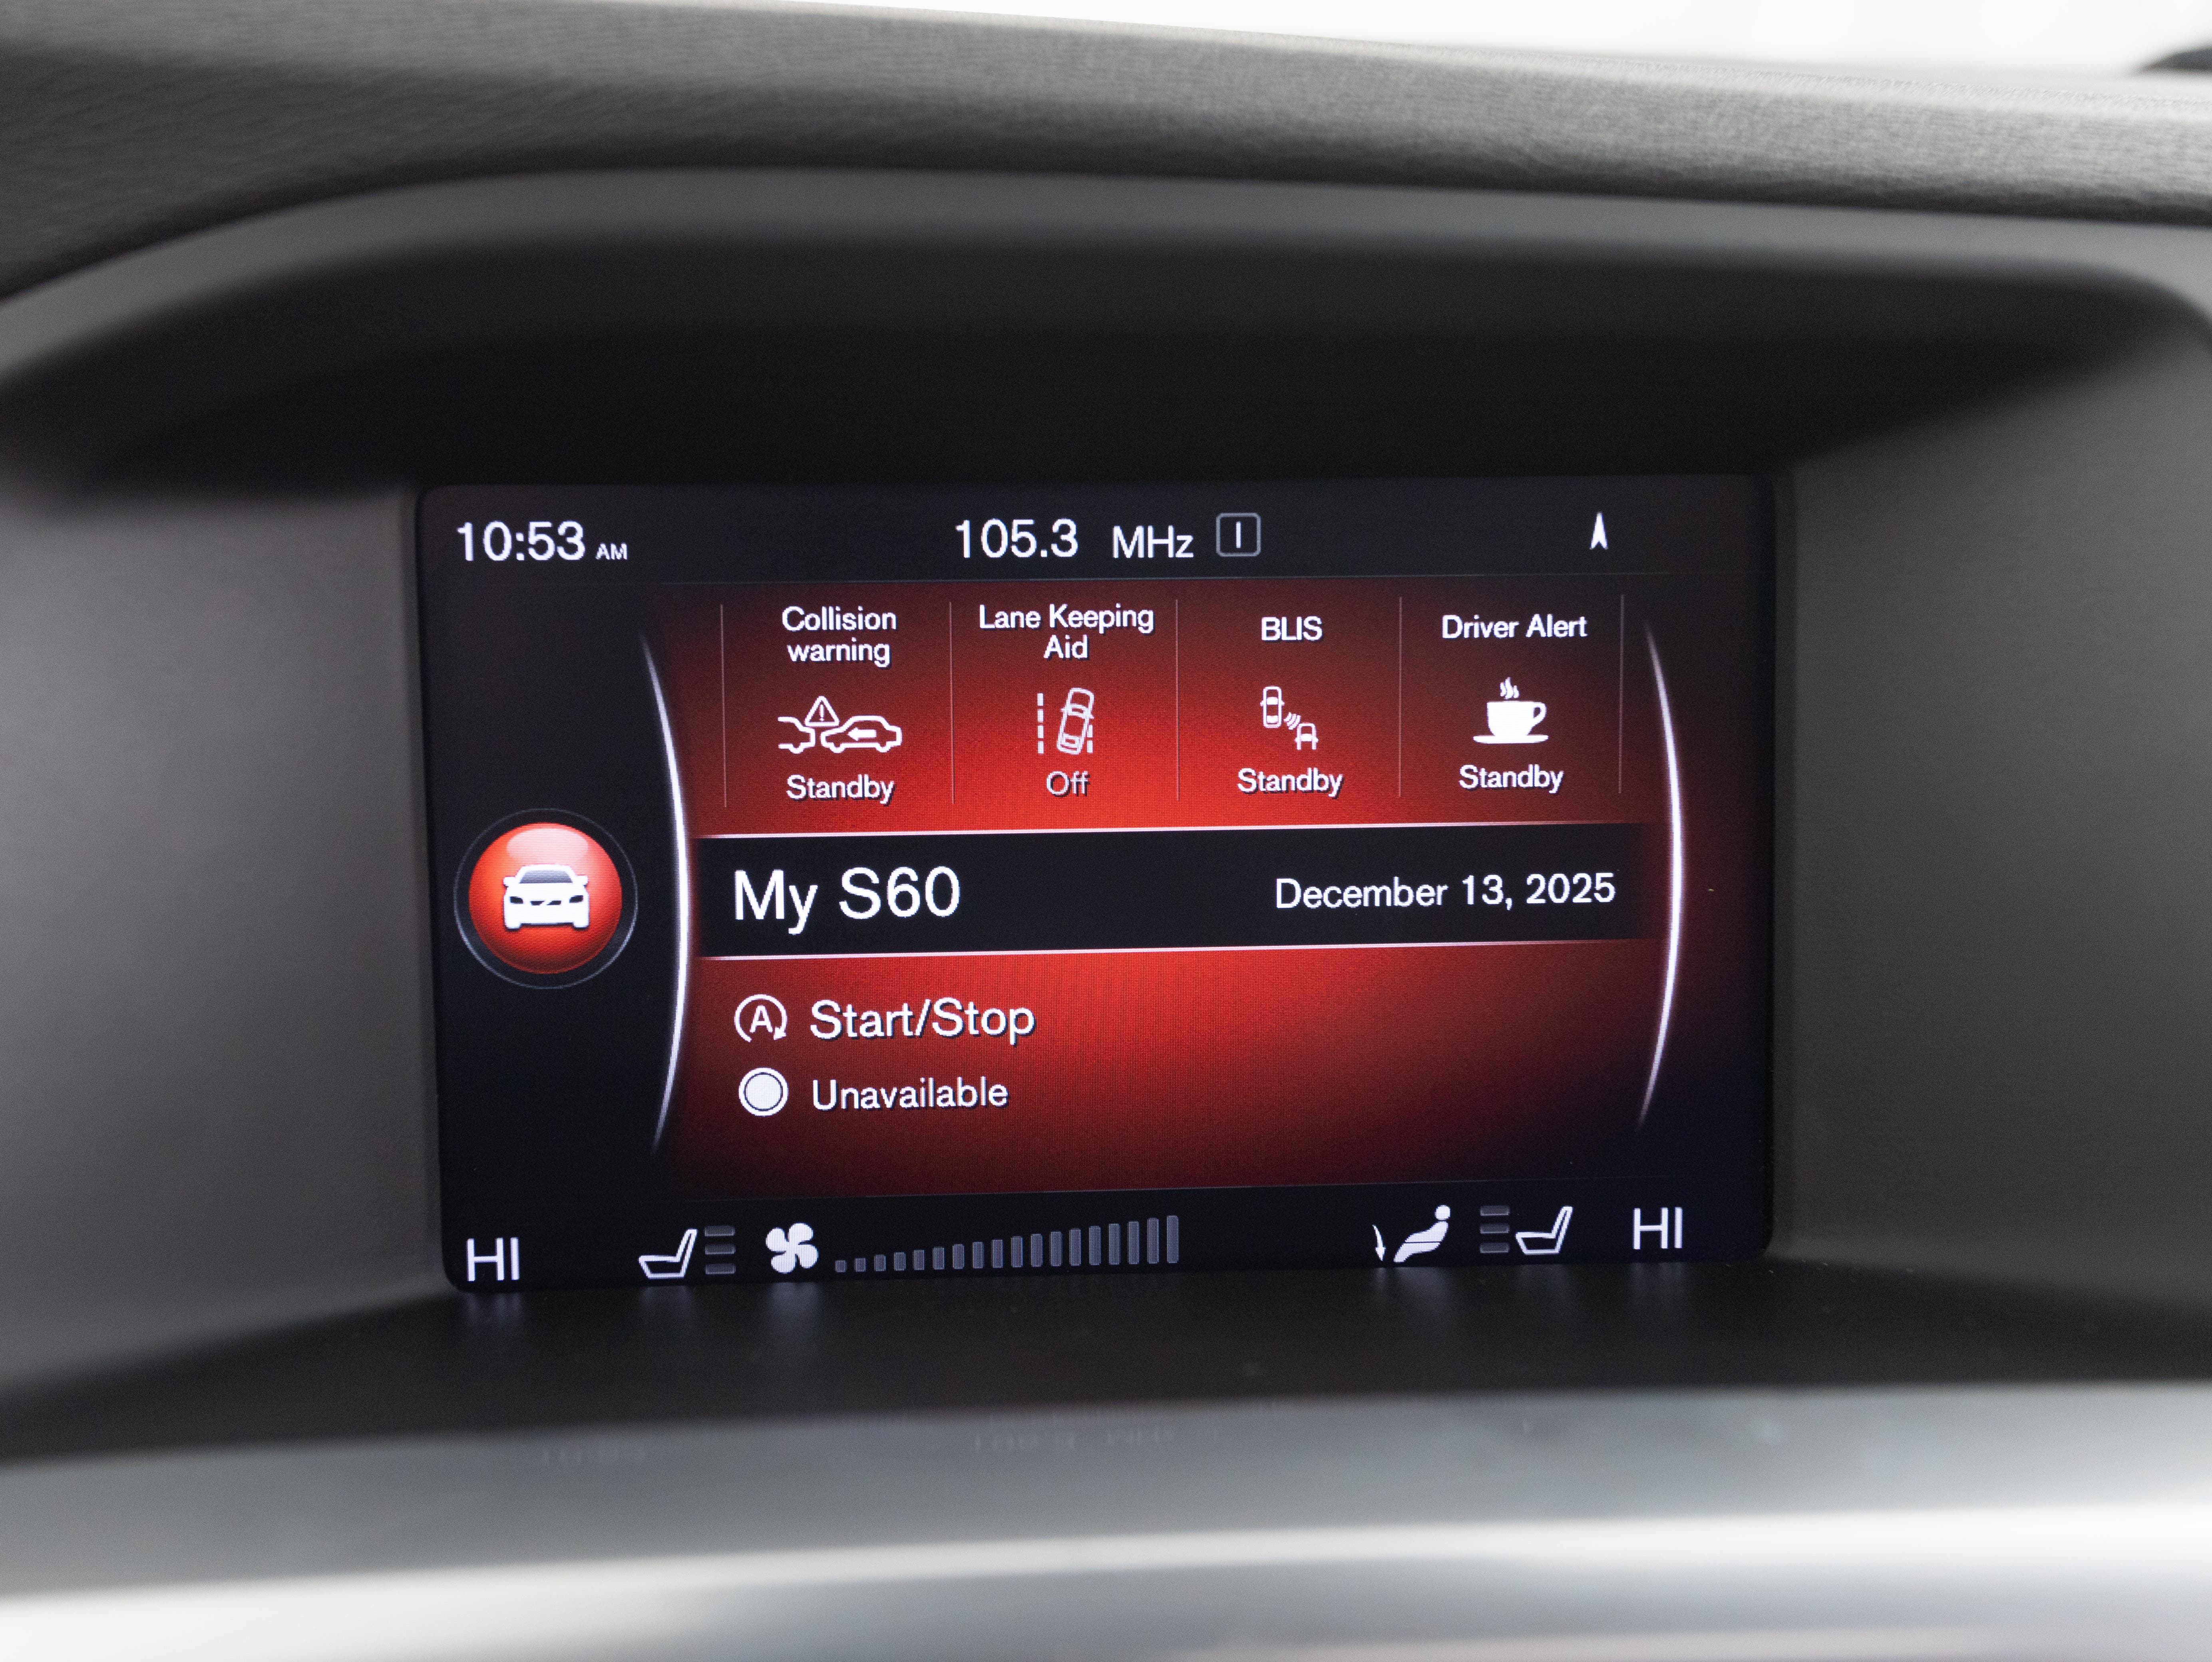 10:53 AM
105.3 MHz I
Collision
warning
Standby
Lane Keeping
Aid
Off
BLIS
Standby
Driver Alert
Standby
My S60
December 13, 2025
A Start/Stop
Unavailable
HI
HI